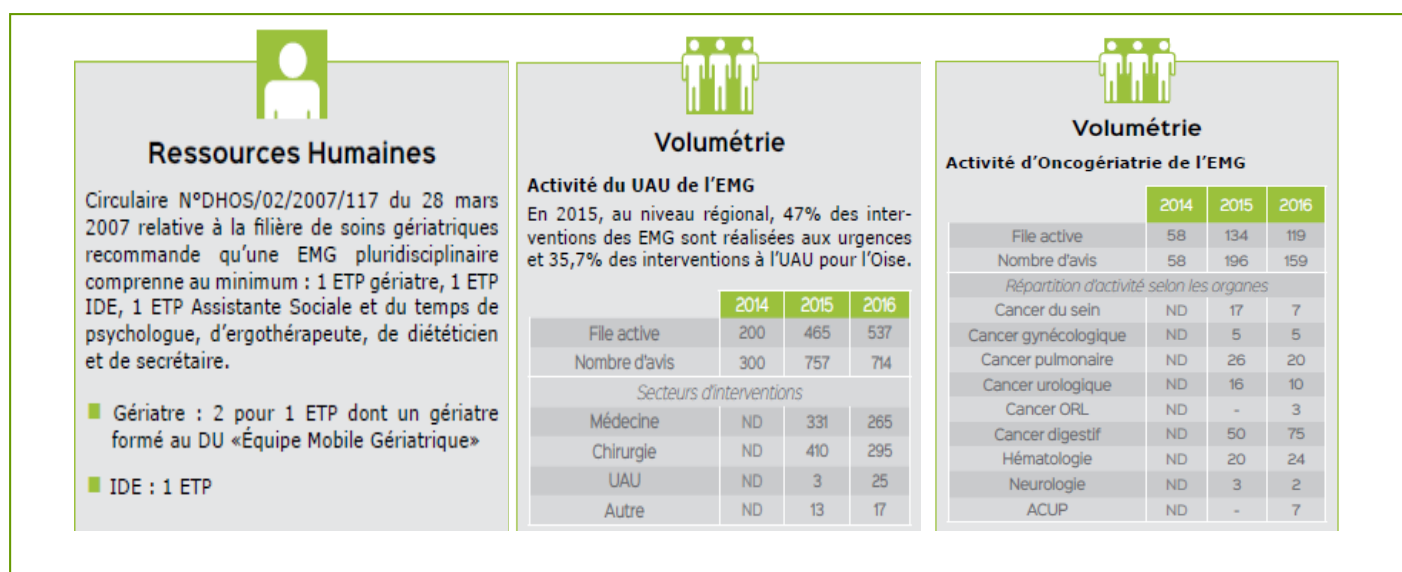 Ressources Humaines
Circulaire N°DHOS/02/2007/117 du 28 mars
2007 relative à la filière de soins gériatriques
recommande qu'une EMG pluridisciplinaire
comprenne au minimum : 1 ETP gériatre, 1 ETP
IDE, 1 ETP Assistante Sociale et du temps de
psychologue, d'ergothérapeute, de diététicien
et de secrétaire.
Gériatre : 2 pour 1 ETP dont un gériatre
formé au DU «Équipe Mobile Gériatrique»
IDE : 1 ETP
Volumétrie
Activité du UAU de l'EMG
En 2015, au niveau régional, 47% des inter-
ventions des EMG sont réalisées aux urgences
et 35,7% des interventions à l'UAU pour l'Oise.
2014 2015 2016
File active 200 465 537
Nombre d'avis 300 757 714
Secteurs d'interventions
Médecine ND 331 265
Chirurgie ND 410 295
UAU ND 3 25
Autre ND 13 17
Volumétrie
Activité d'Oncogériatrie de l'EMG
2014 2015 2016
File active 58 134 119
Nombre d'avis 58 196 159
Répartition d'activité selon les organes
Cancer du sein ND 17 7
Cancer gynécologique ND 5 5
Cancer pulmonaire ND 26 20
Cancer urologique ND 16 10
Cancer ORL ND - 3
Cancer digestif ND 50 75
Hématologie ND 20 24
Neurologie ND 3 2
ACUP ND - 7